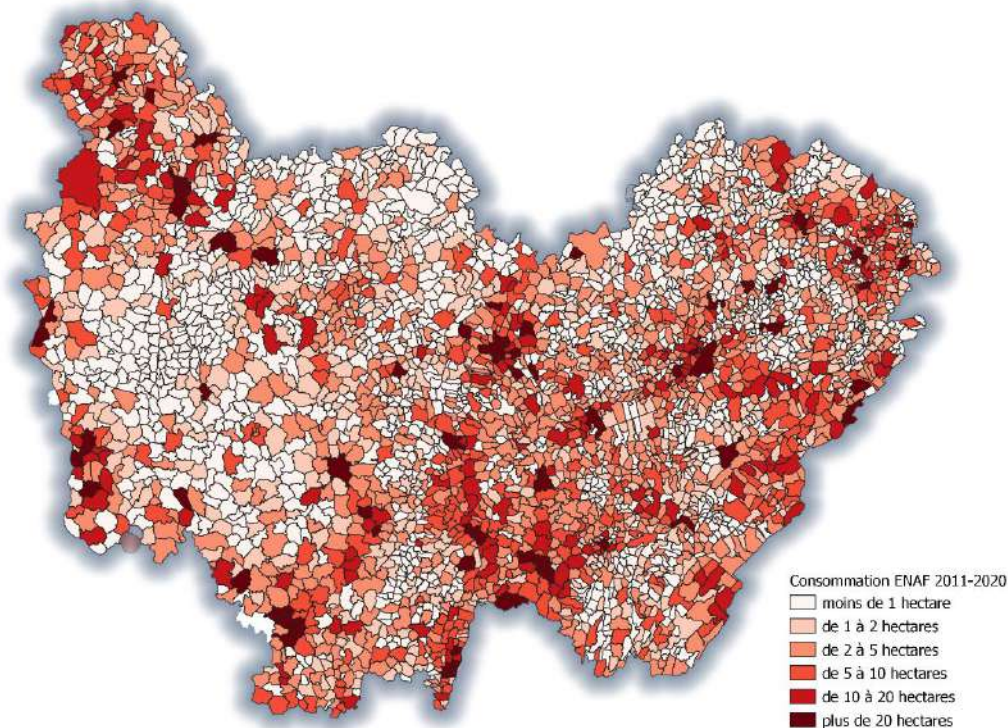 Consommation ENAF 2011-2020
moins de 1 hectare
de 1 à 2 hectares
de 2 à 5 hectares
de 5 à 10 hectares
de 10 à 20 hectares
plus de 20 hectares